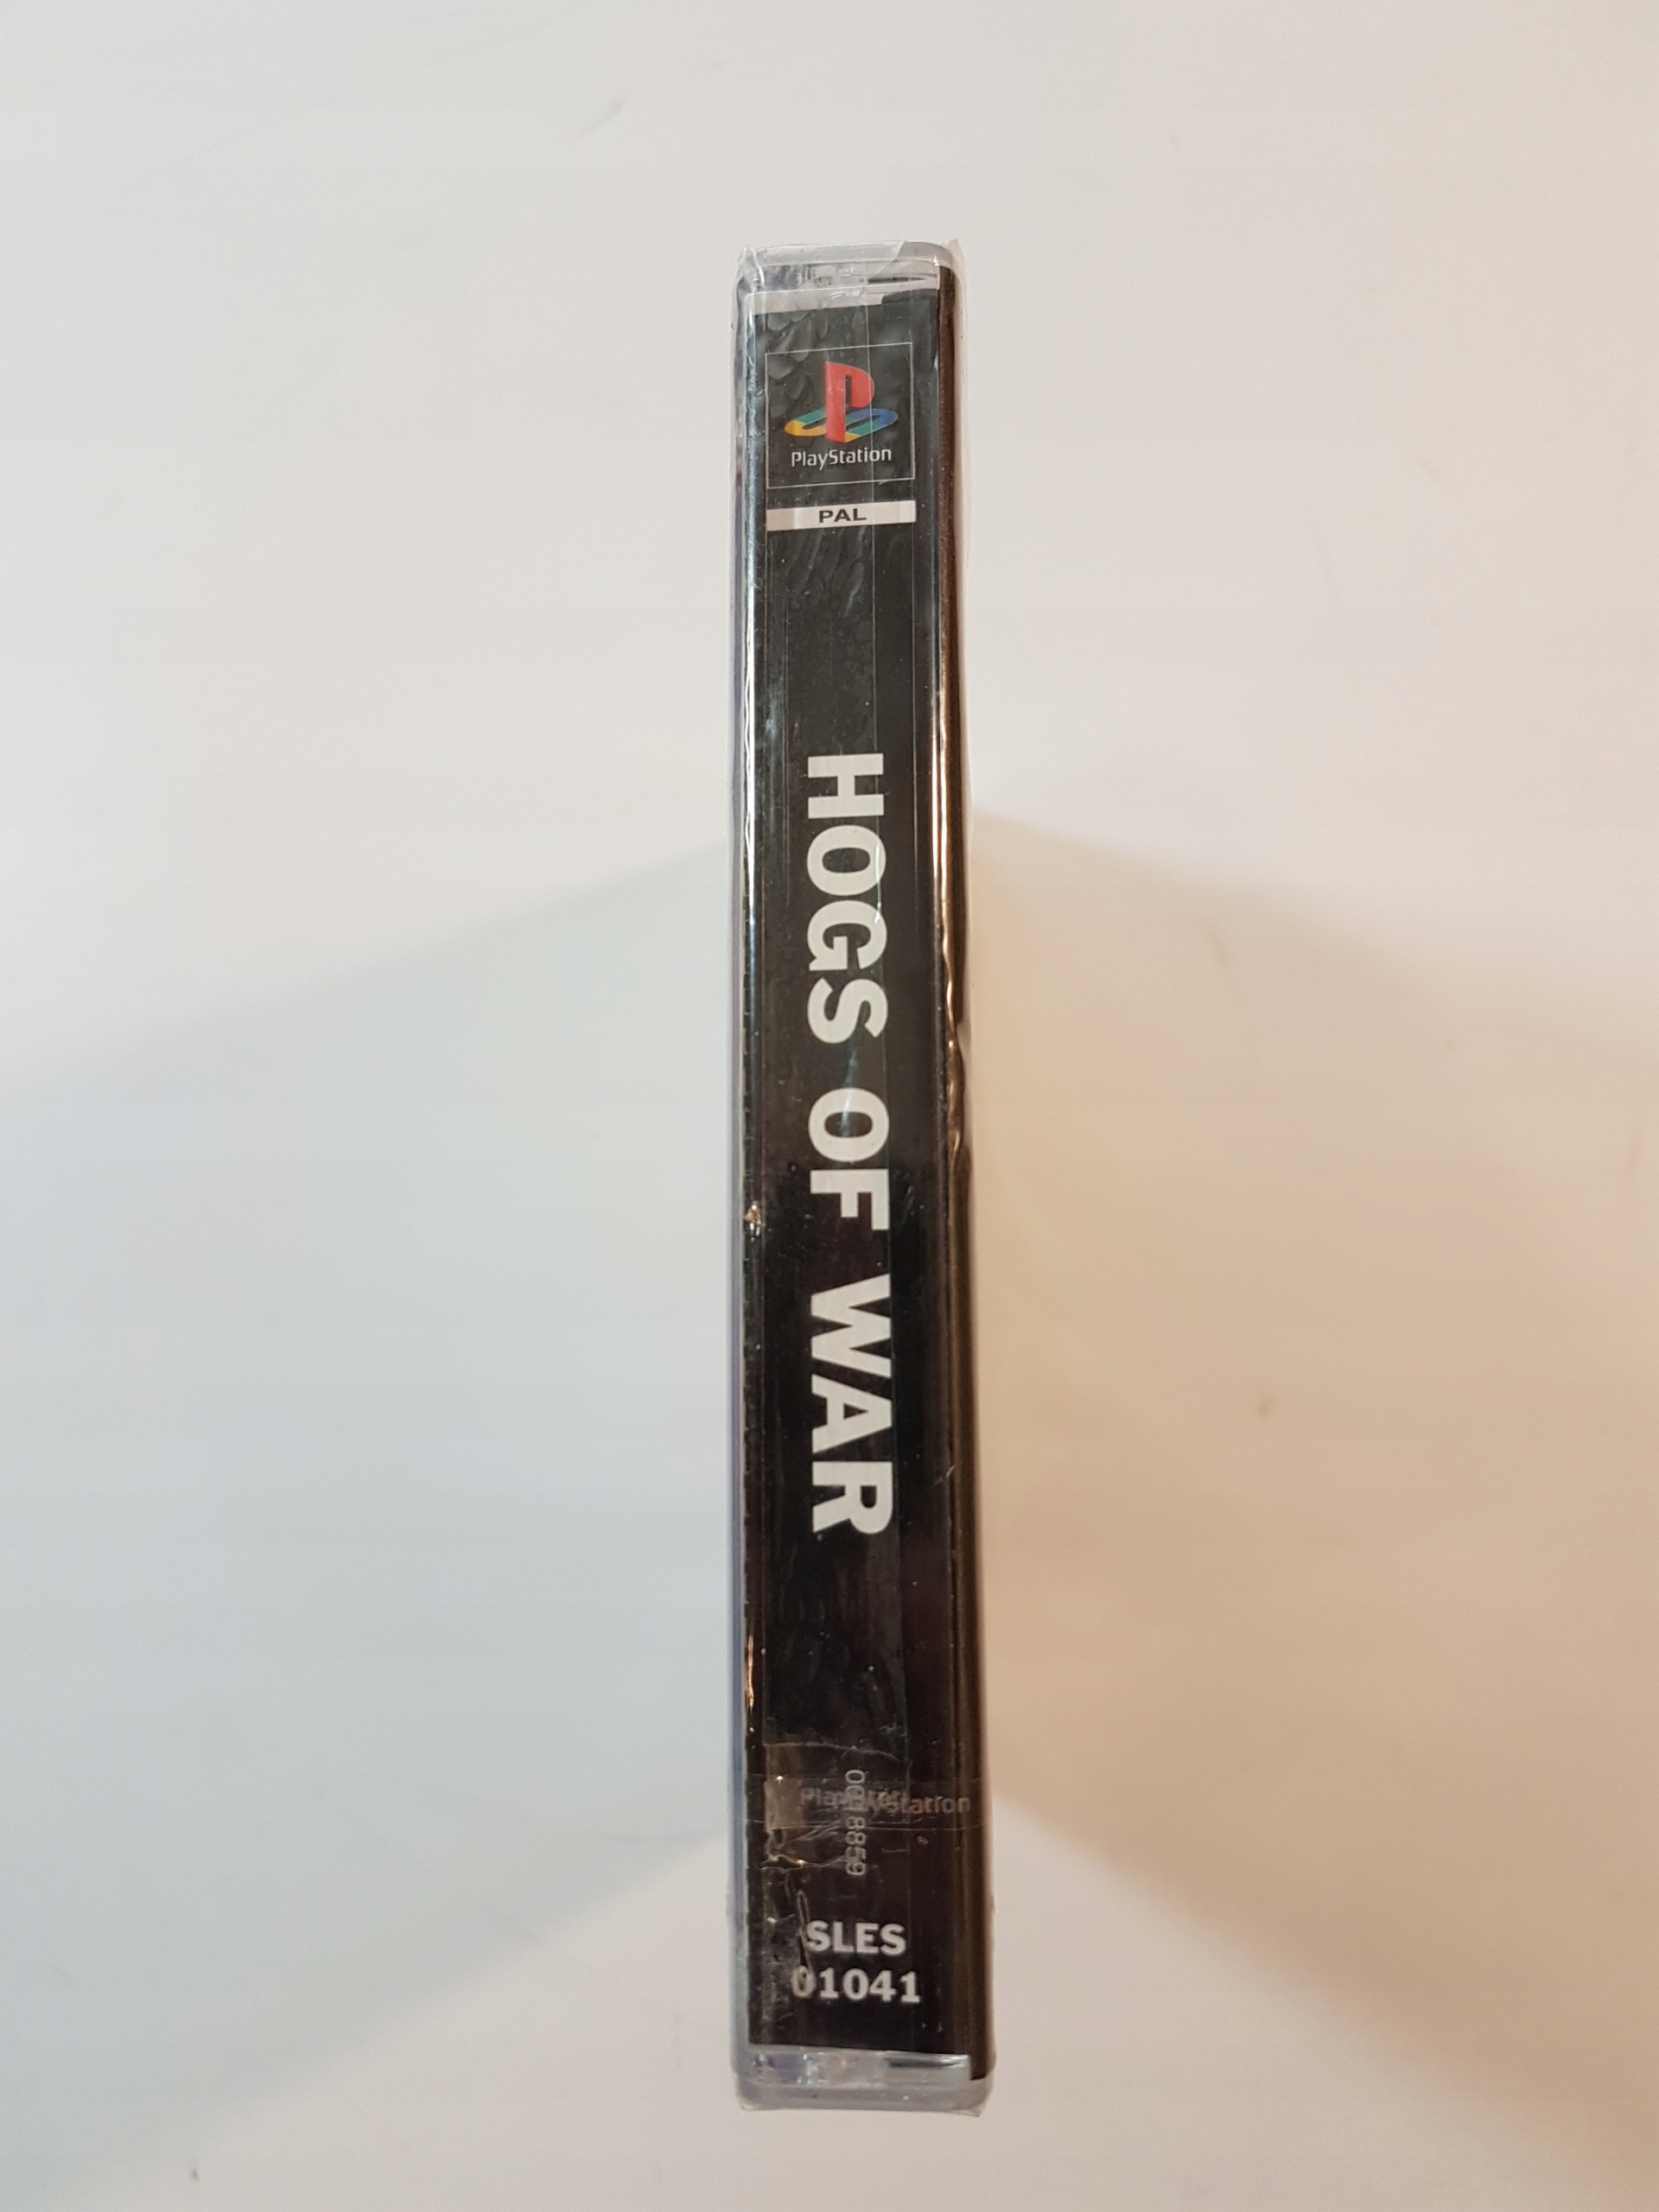 PlayStation
PAL
HOGS OF WAR
PlayStation
SLES
01041